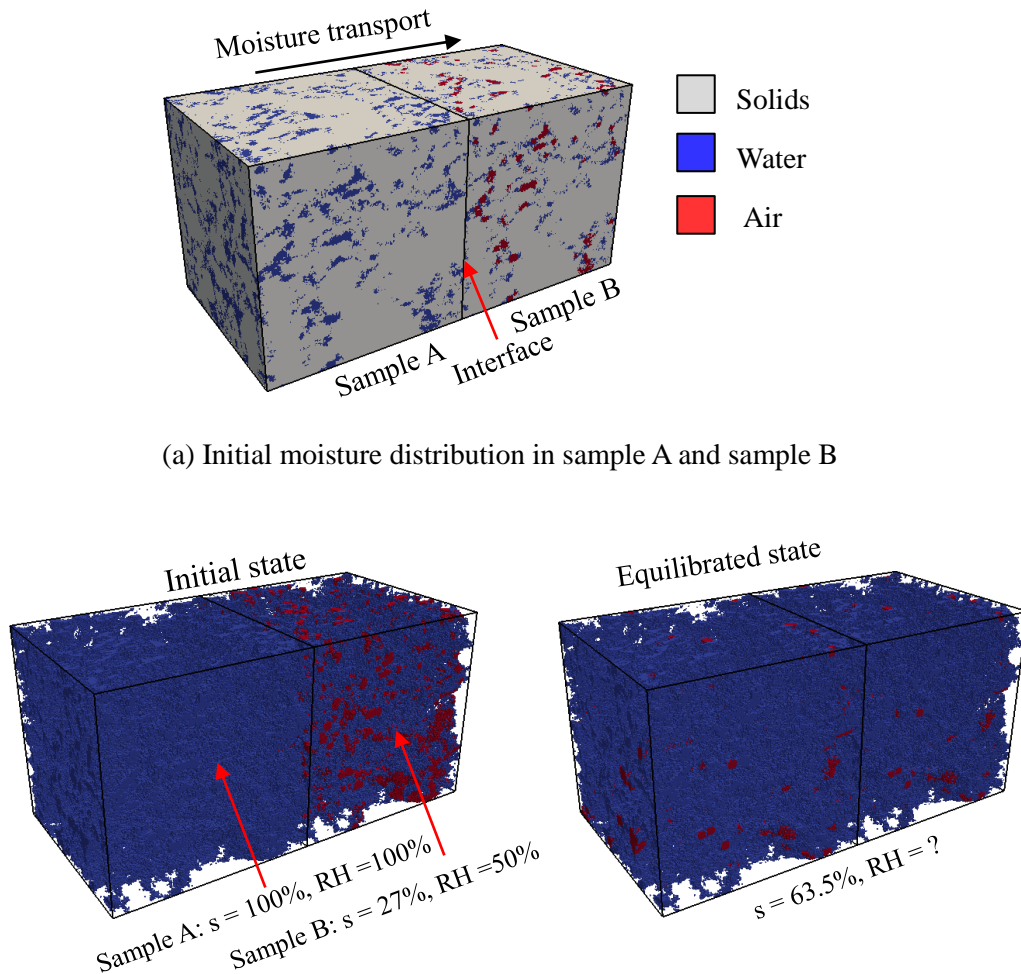 Moisture transport
Solids
Water
Air
Sample A
Interface
Sample B
(a) Initial moisture distribution in sample A and sample B
Initial state
Equilibrated state
Sample A: s = 100%, RH =100%
Sample B: s = 27%, RH =50%
s = 63.5%, RH = ?